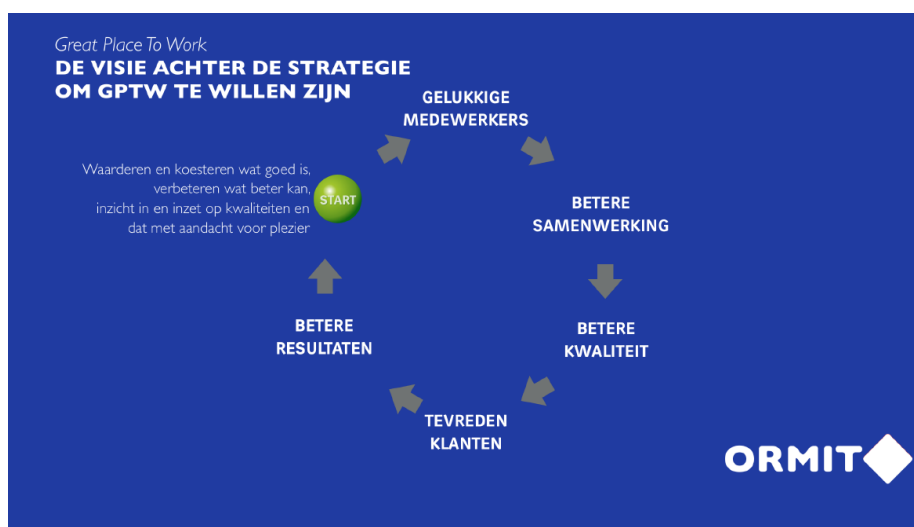 Great Place To Work
DE VISIE ACHTER DE STRATEGIE
OM GPTW TE WILLEN ZIJN
Waarderen en koesteren wat goed is,
verbeteren wat beter kan,
inzicht in en inzet op kwaliteiten en
dat met aandacht voor plezier
START
GELUKKIGE
MEDEWERKERS
BETERE
SAMENWERKING
BETERE
KWALITEIT
TEVREDEN
KLANTEN
BETERE
RESULTATEN
ORMIT